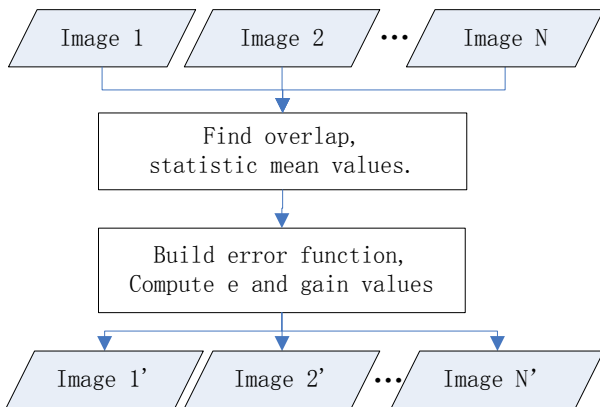 Image 1 Image 2 ••• Image N
Find overlap,
statistic mean values.
Build error function,
Compute e and gain values
Image 1' Image 2' ••• Image N'